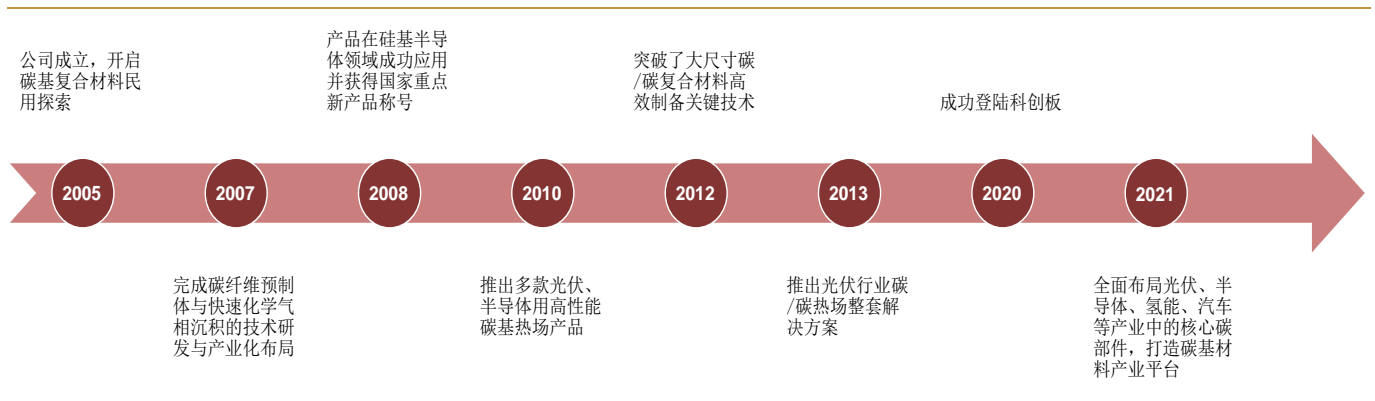 公司成立，开启
碳基复合材料民
用探索
产品在硅基半导
体领域成功应用
并获得国家重点
新产品称号
突破了大尺寸碳
/碳复合材料高
效制备关键技术
成功登陆科创板
2005
2007
2008
2010
2012
2013
2020
2021
完成碳纤维预制
体与快速化学气
相沉积的技术研
发与产业化布局
推出多款光伏、
半导体用高性能
碳基热场产品
推出光伏行业碳
/碳热场整套解
决方案
全面布局光伏、半
导体、氢能、汽车
等产业中的核心碳
部件，打造碳基材
料产业平台